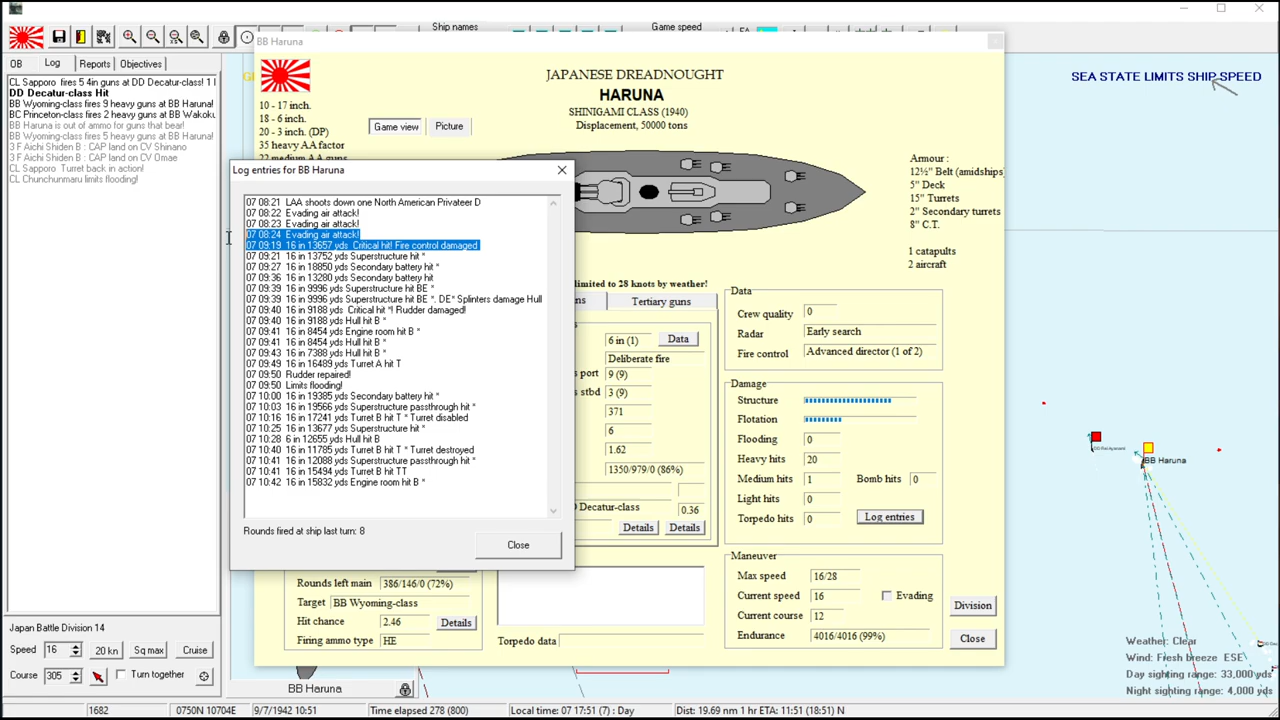 Ship names
Game speed
OB
Log
Reports
Objectives
CL Sapporo fires 5 4in guns at DD Decatur-class! 1
DD Decatur-class Hit
BB Wyoming-class fires 9 heavy guns at BB Haruna!
BC Princeton-class fires 2 heavy guns at BB Waku
BB Haruna is out of ammo for guns that bear!
BB Wyoming-class fires 5 heavy guns at BB Haruna!
3 F Aichi Shinden B : CAP land on CV Shinano
3 F Aichi Shinden B : CAP land on CV Omae
CL Sapporo Turret back in action!
CL Chunchunmaru limits flooding!
BB Haruna
JAPANESE DREADNOUGHT
HARUNA
SHINIGAMI CLASS (1940)
Displacement, 50000 tons
10 - 17 inch.
18 - 6 inch.
20 - 3 inch. (DP)
35 heavy AA factor
22 medium AA guns
Game view
Picture
SEA STATE LIMITS SHIP SPEED
Armour :
12½" Belt (amidships
5" Deck
15" Turrets
2" Secondary turrets
8" C.T.
1 catapults
2 aircraft
Log entries for BB Haruna
07 08:21 LAA shoots down one North American Privateer D
07 08:22 Evading air attack!
07 08:23 Evading air attack!
07 08:24 Evading air attack!
07 09:19 16 in 13657 yds Critical hit! Fire control damaged
07 09:21 16 in 13752 yds Superstructure hit *
07 09:27 16 in 18850 yds Secondary battery hit *
07 09:36 16 in 13280 yds Secondary battery hit
07 09:39 16 in 9996 yds Superstructure hit BE *
07 09:39 16 in 9996 yds Superstructure hit BE *. DE* Splinters damage Hull
07 09:40 16 in 9188 yds Critical hit *! Rudder damaged!
07 09:40 16 in 9188 yds Hull hit B *
07 09:41 16 in 8454 yds Engine room hit B *
07 09:41 16 in 8454 yds Hull hit B *
07 09:43 16 in 7388 yds Hull hit B *
07 09:49 16 in 16489 yds Turret A hit T
07 09:50 Rudder repaired!
07 09:50 Limits flooding!
07 10:00 16 in 19385 yds Secondary battery hit *
07 10:03 16 in 19566 yds Superstructure passthrough hit *
07 10:16 16 in 17241 yds Turret B hit T * Turret disabled
07 10:25 16 in 13677 yds Superstructure hit *
07 10:28 6 in 12655 yds Hull hit B
07 10:40 16 in 11785 yds Turret B hit T * Turret destroyed
07 10:41 16 in 12088 yds Superstructure passthrough hit *
07 10:41 16 in 15494 yds Turret B hit TT
07 10:42 16 in 15832 yds Engine room hit B *
Rounds fired at ship last turn: 8
Close
limited to 28 knots by weather!
ns
Tertiary guns
6 in (1)
Data
Deliberate fire
s port 9 (9)
s stbd 3 (9)
371
6
1.62
1350/979/0 (86%)
D Decatur-class
0.36
Details
Details
Data
Crew quality 0
Radar Early search
Fire control Advanced director (1 of 2)
Damage
Structure
Flotation
Flooding 0
Heavy hits 20
Medium hits 1
Bomb hits 0
Light hits 0
Torpedo hits 0
Log entries
Maneuver
Max speed 16/28
Current speed 16
Evading
Current course 12
Endurance 4016/4016 (99%)
Division
Close
Rounds left main 386/146/0 (72%)
Target BB Wyoming-class
Hit chance 2.46
Details
Firing ammo type HE
Torpedo data
BB Haruna
BB Haruna
Japan Battle Division 14
Speed 16
20 kn
Sq max
Cruise
Course 305
Turn together
Weather: Clear
Wind: Fresh breeze ESE
Day sighting range: 33,000 yds
Night sighting range: 4,000 yds
1682
0750N 10704E
9/7/1942 10:51
Time elapsed 278 (800)
Local time: 07 17:51 (7) : Day
Dist: 19.69 nm 1 hr ETA: 11:51 (18:51) N